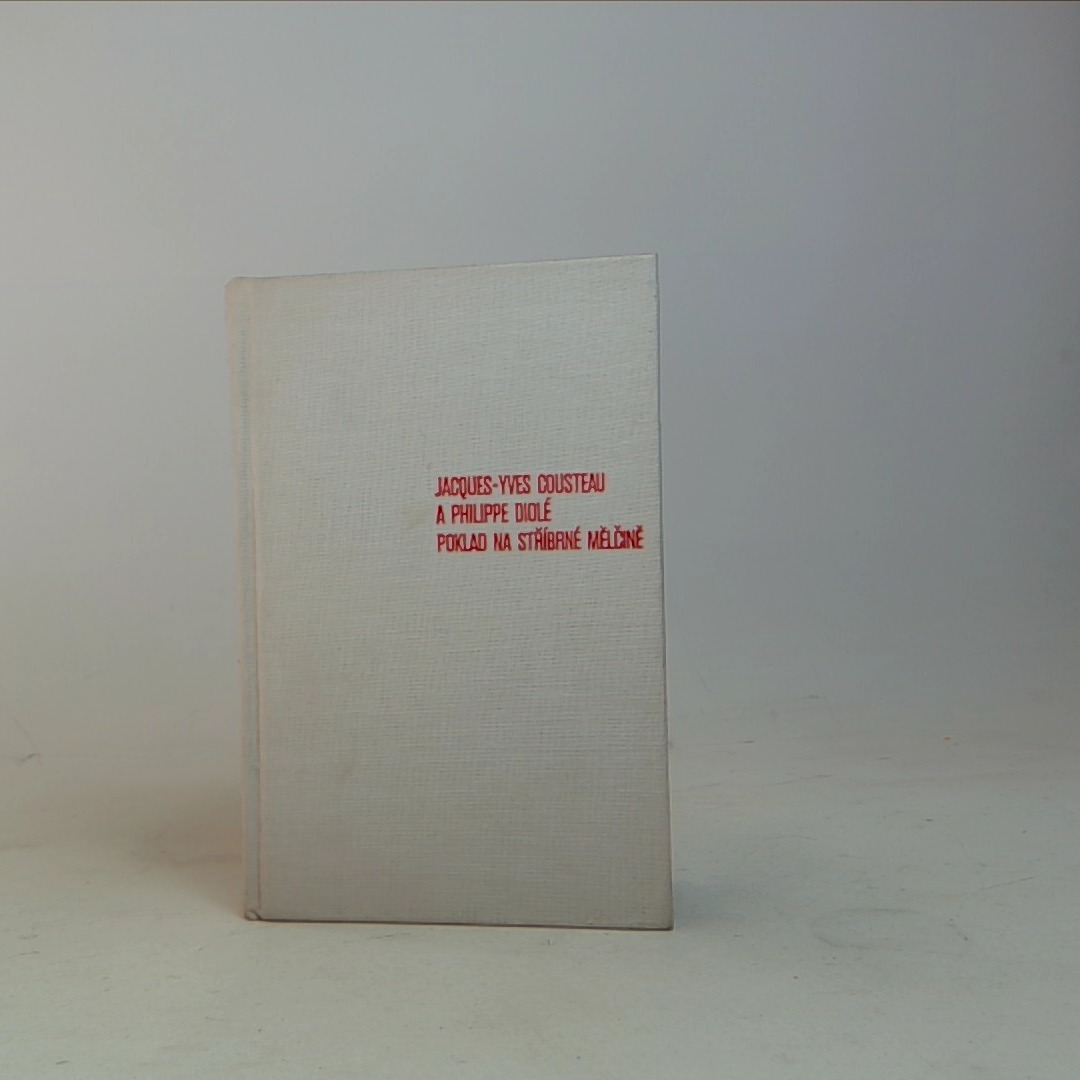 JACQUES-YVES COUSTEAU
A PHILIPPE DIOLÉ
POKLAD NA STŘÍBRNÉ MĚLČINĚ